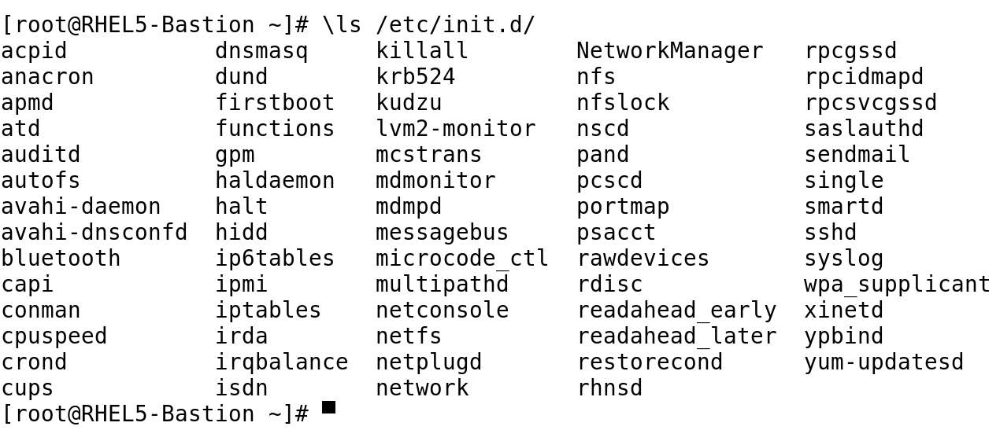 [root@RHEL5-Bastion ~]# \ls /etc/init.d/
acpid           dnsmasq     killall        NetworkManager   rpcgssd
anacron         dund        krb524         nfs              rpcidmapd
apmd            firstboot   kudzu          nfslock          rpcsvcgssd
atd             functions   lvm2-monitor   nscd             saslauthd
auditd          gpm         mcstrans       pand             sendmail
autofs          haldaemon   mdmonitor      pcscd            single
avahi-daemon    halt        mdmpd          portmap          smartd
avahi-dnsconfd  hidd        messagebus     psacct           sshd
bluetooth       ip6tables   microcode_ctl  rawdevices       syslog
capi            ipmi        multipathd     rdisc            wpa_supplicant
conman          iptables    netconsole     readahead_early  xinetd
cpuspeed        irda        netfs          readahead_later  ypbind
crond           irqbalance  netplugd       restorecond      yum-updatesd
cups            isdn        network        rhnsd
[root@RHEL5-Bastion ~]#